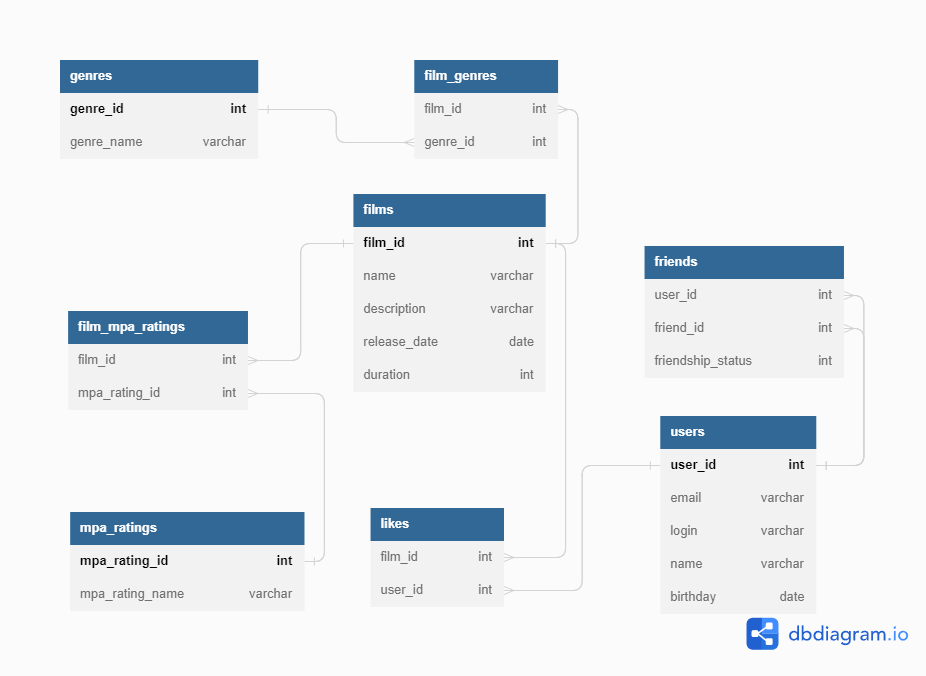 genres
genre_id int
genre_name varchar
film_genres
film_id int
genre_id int
films
film_id int
name varchar
description varchar
release_date date
duration int
friends
user_id int
friend_id int
friendship_status int
film_mpa_ratings
film_id int
mpa_rating_id int
users
user_id int
email varchar
login varchar
name varchar
birthday date
mpa_ratings
mpa_rating_id int
mpa_rating_name varchar
likes
film_id int
user_id int
dbdiagram.io